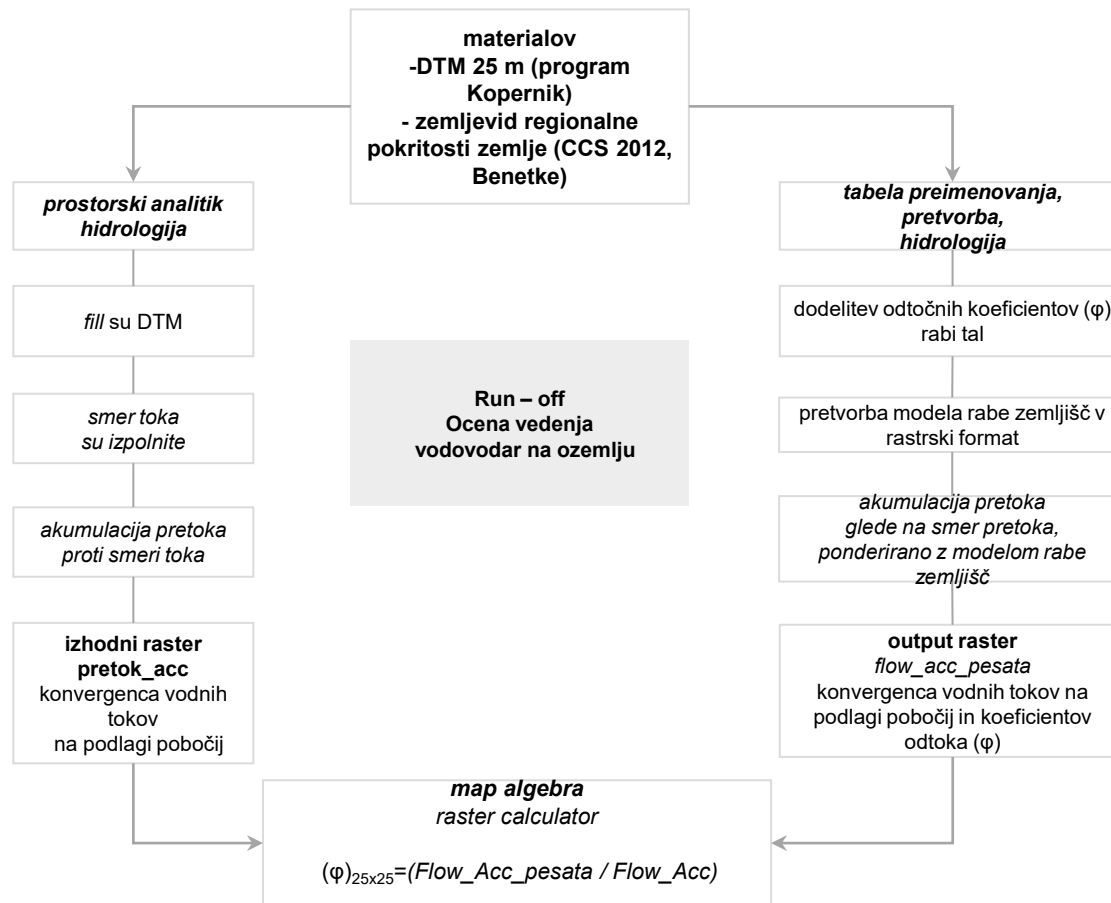 materialov
-DTM 25 m (program
Kopernik)
- zemljevid regionalne
pokritosti zemlje (CCS 2012,
Benetke)
prostorski analitik
hidrologija
fill su DTM
smer toka
su izpolnite
akumulacija pretoka
proti smeri toka
izhodni raster
pretok_acc
konvergenca vodnih
tokov
na podlagi pobočij
Run – off
Ocena vedenja
vodovodar na ozemlju
tabela preimenovanja,
pretvorba,
hidrologija
dodelitev odtočnih koeficientov (φ)
rabi tal
pretvorba modela rabe zemljišč v
rastrski format
akumulacija pretoka
glede na smer pretoka,
ponderirano z modelom rabe
zemljišč
output raster
flow_acc_pesata
konvergenca vodnih tokov na
podlagi pobočij in koeficientov
odtoka (φ)
map algebra
raster calculator
(φ)25x25=(Flow_Acc_pesata / Flow_Acc)